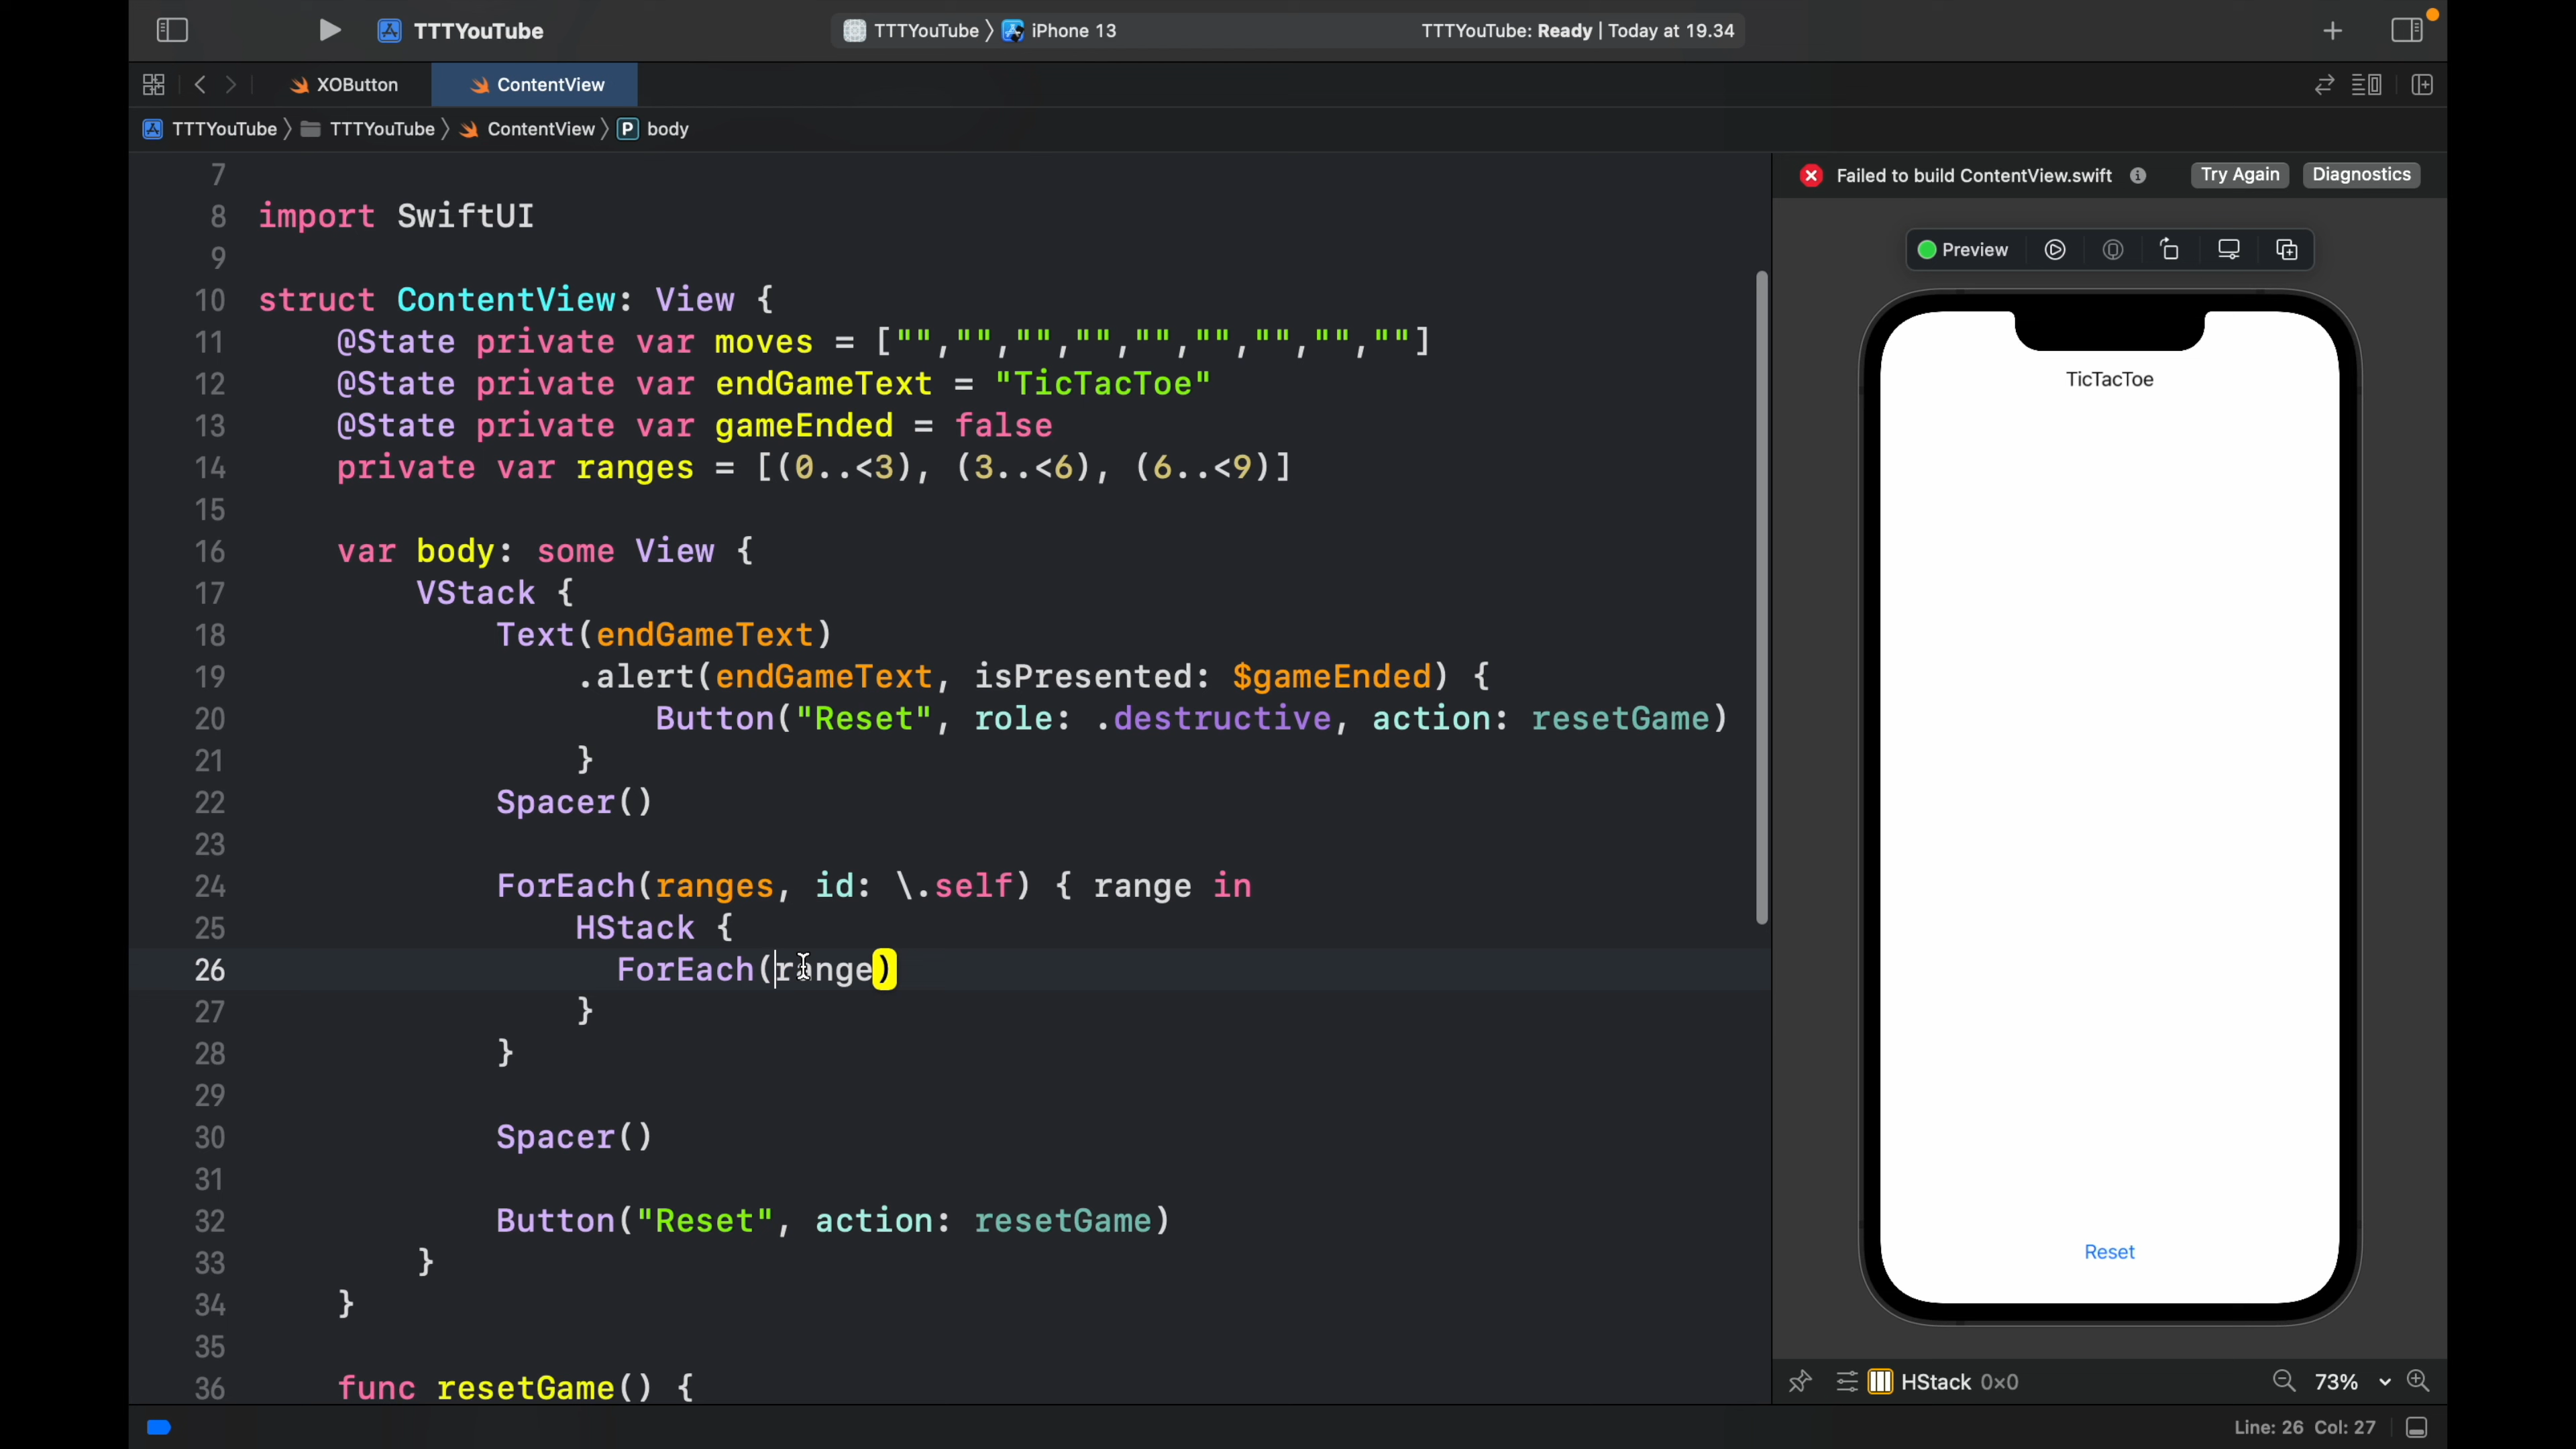 TTTYouTube
TTTYouTube 〉 iPhone 13
TTTYouTube: Ready | Today at 19.34
XOButton
ContentView
TTTYouTube 〉 TTTYouTube 〉 ContentView 〉 P body
7
8 import SwiftUI
9
10 struct ContentView: View {
11 @State private var moves = ["","","","","","","","",""]
12 @State private var endGameText = "TicTacToe"
13 @State private var gameEnded = false
14 private var ranges = [(0..<3), (3..<6), (6..<9)]
15
16 var body: some View {
17 VStack {
18 Text(endGameText)
19 .alert(endGameText, isPresented: $gameEnded) {
20 Button("Reset", role: .destructive, action: resetGame)
21 }
22 Spacer()
23
24 ForEach(ranges, id: \.self) { range in
25 HStack {
26 ForEach(range)
27 }
28 }
29
30 Spacer()
31
32 Button("Reset", action: resetGame)
33 }
34 }
35
36 func resetGame() {
Failed to build ContentView.swift
Try Again
Diagnostics
Preview
TicTacToe
Reset
HStack 0×0
73%
Line: 26 Col: 27